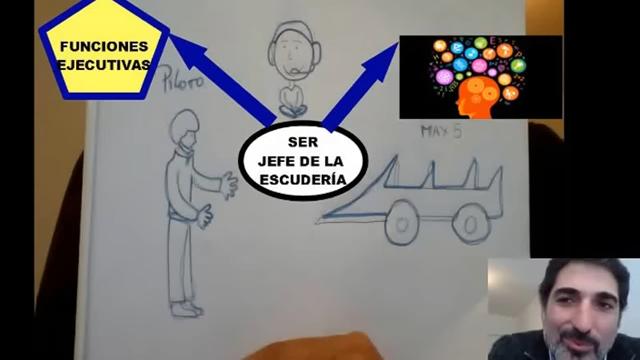 FUNCIONES
EJECUTIVAS
Piloto
SER
JEFE DE LA
ESCUDERÍA
MAX 5